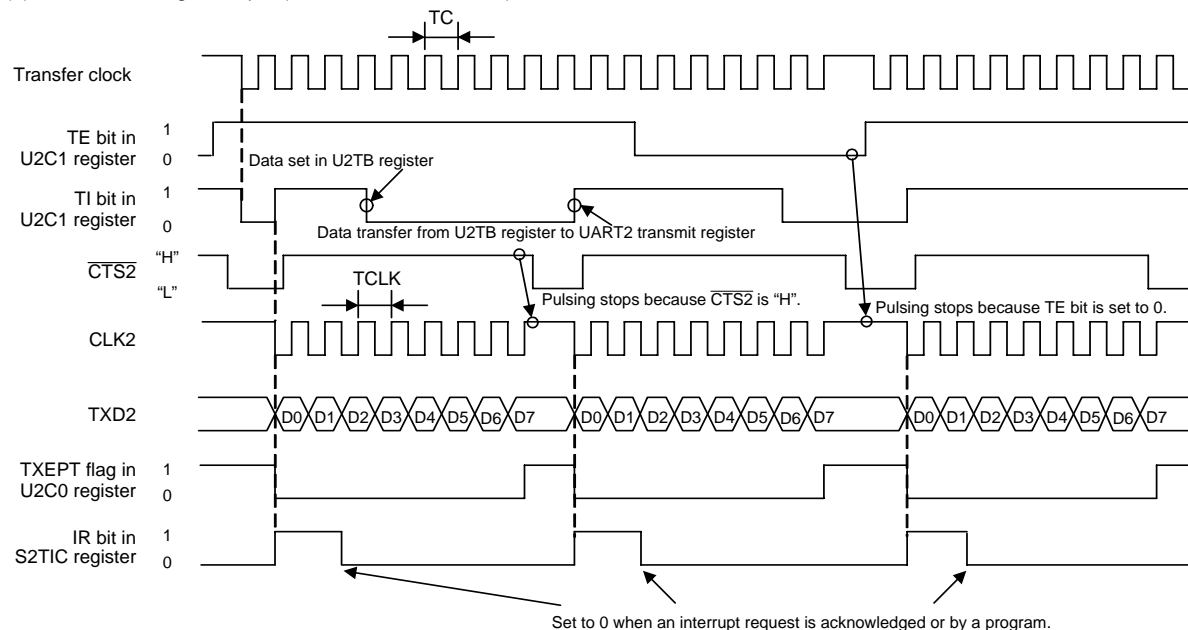 TC
Transfer clock
TE bit in
U2C1 register
1
0
Data set in U2TB register
TI bit in
U2C1 register
1
0
Data transfer from U2TB register to UART2 transmit register
CTS2
“H”
“L”
TCLK
Pulsing stops because CTS2 is “H”.
Pulsing stops because TE bit is set to 0.
CLK2
TXD2
D0 D1 D2 D3 D4 D5 D6 D7 D0 D1 D2 D3 D4 D5 D6 D7 D0 D1 D2 D3 D4 D5 D6 D7
TXEPT flag in
U2C0 register
1
0
IR bit in
S2TIC register
1
0
Set to 0 when an interrupt request is acknowledged or by a program.